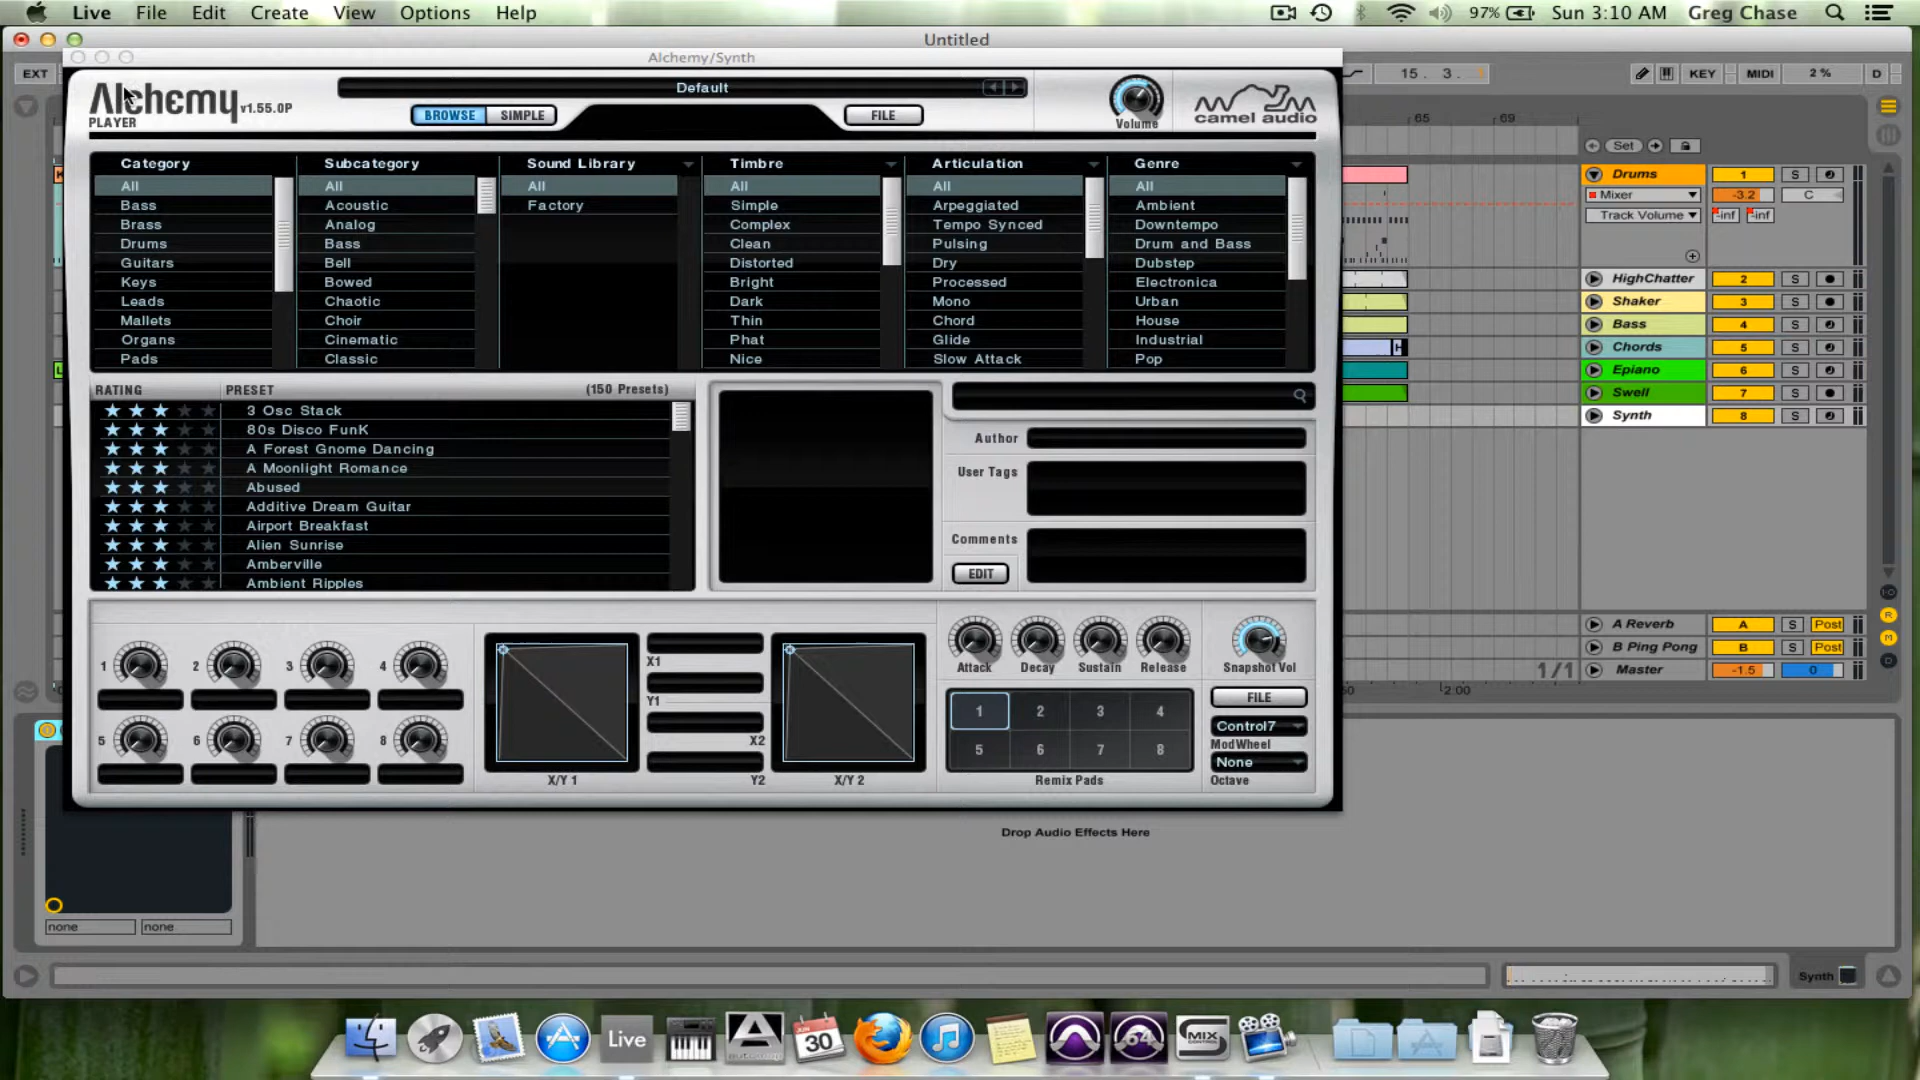 Live File Edit Create View Options Help 97% Sun 3:10 AM Greg Chase
Untitled
Alchemy/Synth
EXT
15. 3.
KEY MIDI 2 % D
Alchemy v1.55.0P
PLAYER
Default
BROWSE SIMPLE FILE
Volume
camel audio
65 69
Set
Category Subcategory Sound Library Timbre Articulation Genre
All All All All All All
Bass Acoustic Factory Simple Arpeggiated Ambient
Brass Analog Complex Tempo Synced Downtempo
Drums Bass Clean Pulsing Drum and Bass
Guitars Bell Distorted Dry Dubstep
Keys Bowed Bright Processed Electronica
Leads Chaotic Dark Mono Urban
Mallets Choir Thin Chord House
Organs Cinematic Phat Glide Industrial
Pads Classic Nice Slow Attack Pop
Drums 1 S
Mixer -3.2 C
Track Volume -inf -inf
HighChatter 2 S
Shaker 3 S
Bass 4 S
Chords 5 S
Epiano 6 S
Swell 7 S
Synth 8 S
RATING PRESET (150 Presets)
3 Osc Stack
80s Disco FunK
A Forest Gnome Dancing
A Moonlight Romance
Abused
Additive Dream Guitar
Airport Breakfast
Alien Sunrise
Amberville
Ambient Ripples
Author
User Tags
Comments
EDIT
1 2 3 4
5 6 7 8
X1
Y1
X2
X/Y 1 Y2 X/Y 2
Attack Decay Sustain Release Snapshot Vol
1 2 3 4
5 6 7 8
Remix Pads
FILE
Control7
ModWheel
None
Octave
A Reverb A S Post
B Ping Pong B S Post
1/1 Master -1.5 0
2:00
Drop Audio Effects Here
none none
Synth
Live JUN 30 64 MIX CONTROL